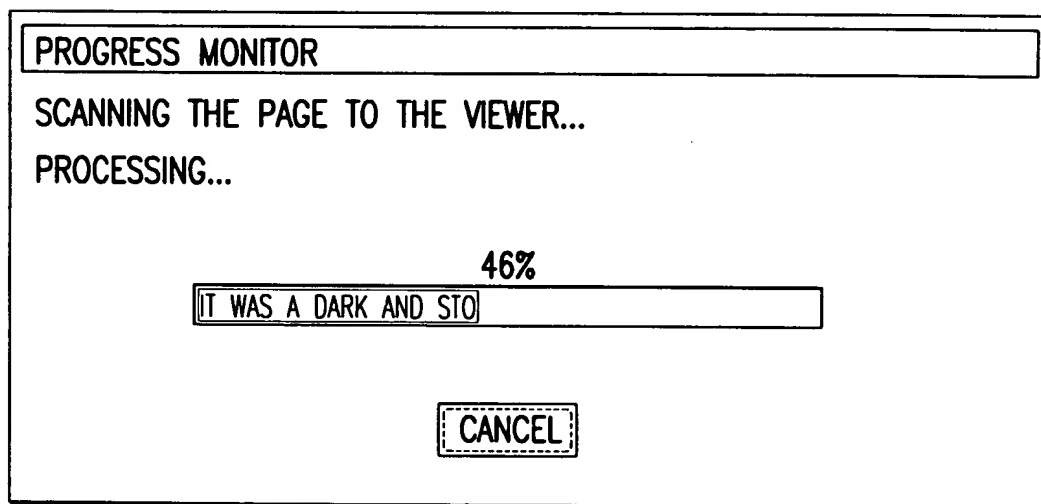 PROGRESS MONITOR
SCANNING THE PAGE TO THE VIEWER...
PROCESSING...
46%
IT WAS A DARK AND STO
CANCEL